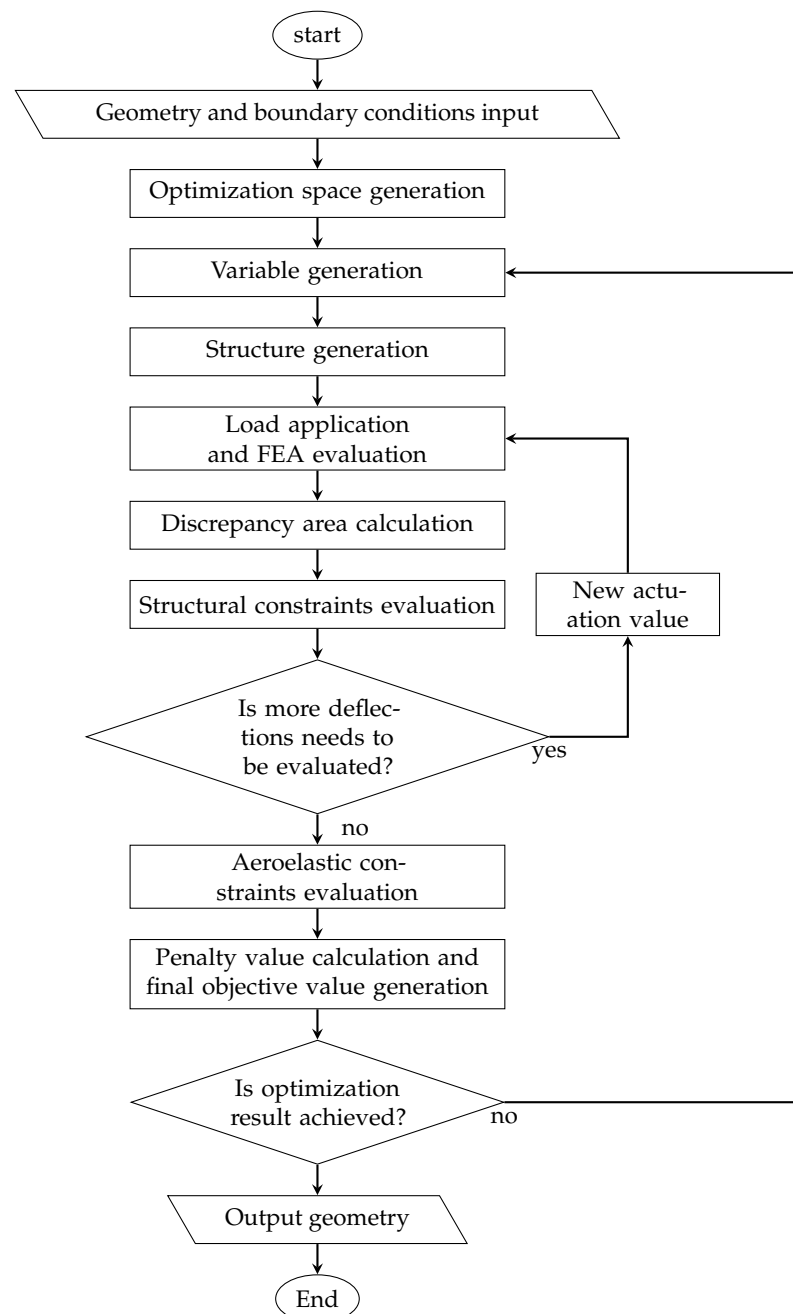 start
Geometry and boundary conditions input
Optimization space generation
Variable generation
Structure generation
Load application
and FEA evaluation
Discrepancy area calculation
Structural constraints evaluation
New actu-
ation value
Is more deflec-
tions needs to
be evaluated?
yes
no
Aeroelastic con-
straints evaluation
Penalty value calculation and
final objective value generation
Is optimization
result achieved?
no
Output geometry
End